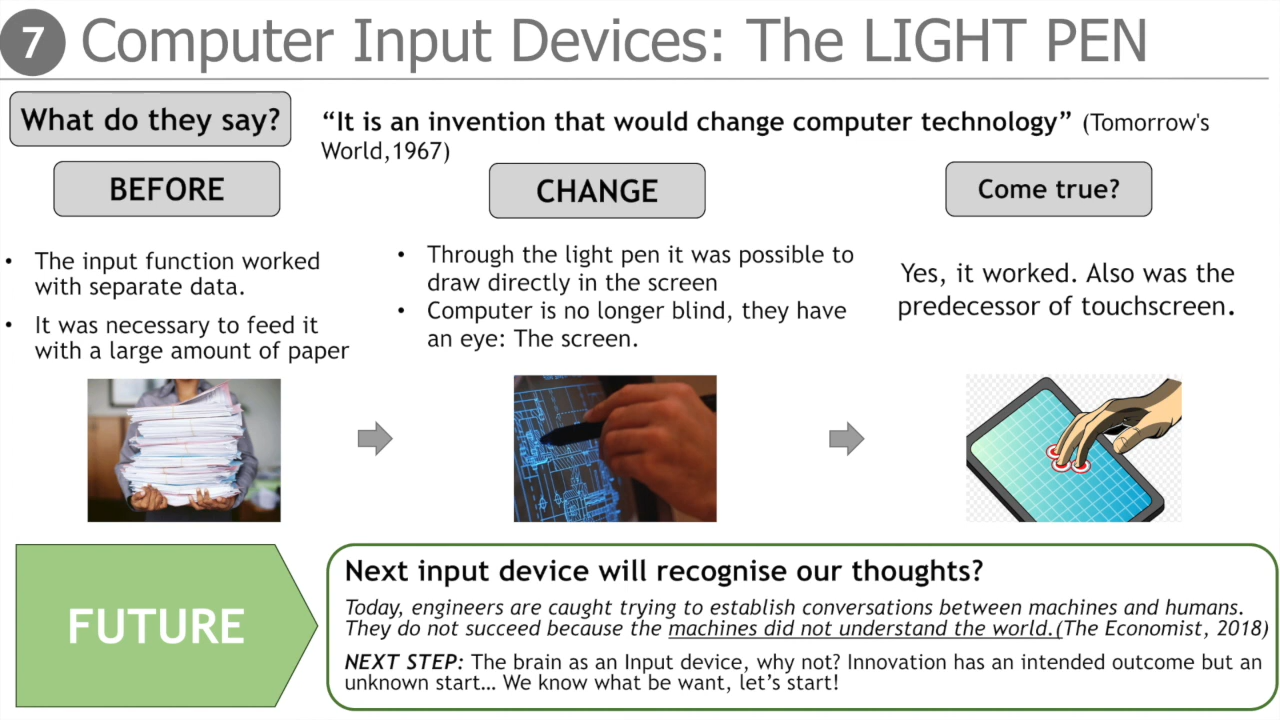 7 Computer Input Devices: The LIGHT PEN
What do they say?
“It is an invention that would change computer technology” (Tomorrow's
World,1967)
BEFORE
• The input function worked
with separate data.
• It was necessary to feed it
with a large amount of paper
CHANGE
• Through the light pen it was possible to
draw directly in the screen
• Computer is no longer blind, they have
an eye: The screen.
Come true?
Yes, it worked. Also was the
predecessor of touchscreen.
FUTURE
Next input device will recognise our thoughts?
Today, engineers are caught trying to establish conversations between machines and humans.
They do not succeed because the machines did not understand the world.(The Economist, 2018)
NEXT STEP: The brain as an Input device, why not? Innovation has an intended outcome but an
unknown start… We know what be want, let’s start!